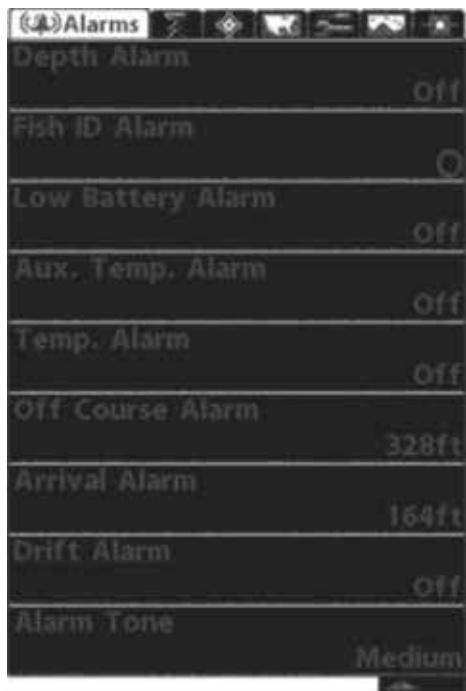 Alarms
Depth Alarm
Off
Fish ID Alarm
Low Battery Alarm
Off
Aux. Temp. Alarm
Off
Temp. Alarm
Off
Off Course Alarm
328ft
Arrival Alarm
164ft
Drift Alarm
Off
Alarm Tone
Medium